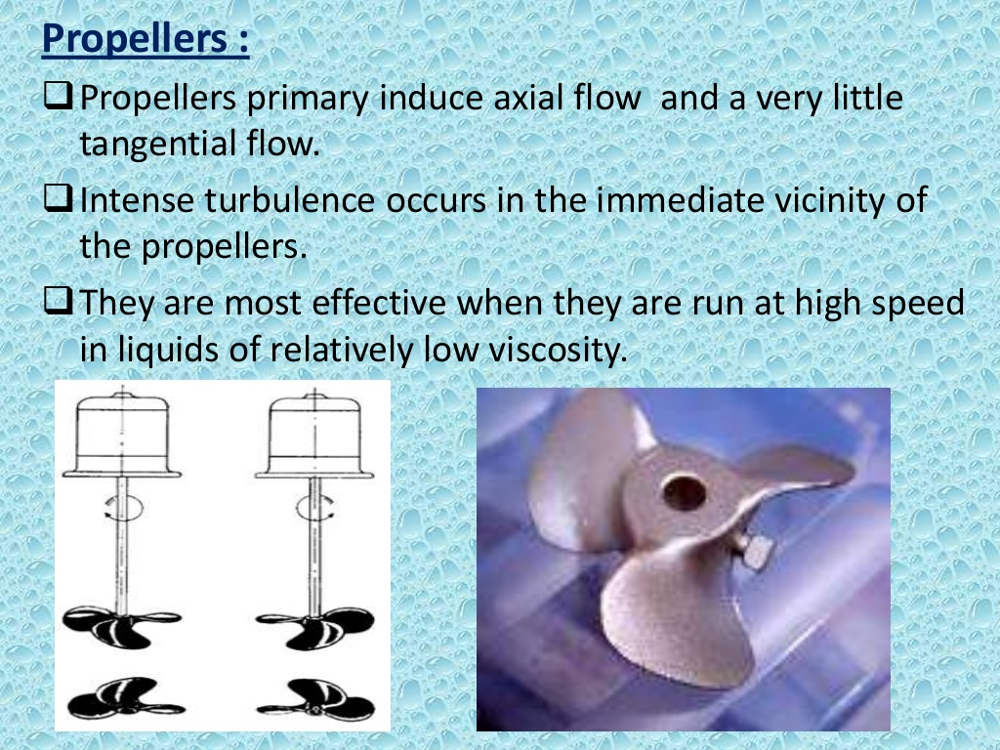 Propellers :
❑Propellers primary induce axial flow  and a very little
tangential flow.
❑Intense turbulence occurs in the immediate vicinity of
the propellers.
❑They are most effective when they are run at high speed
in liquids of relatively low viscosity.